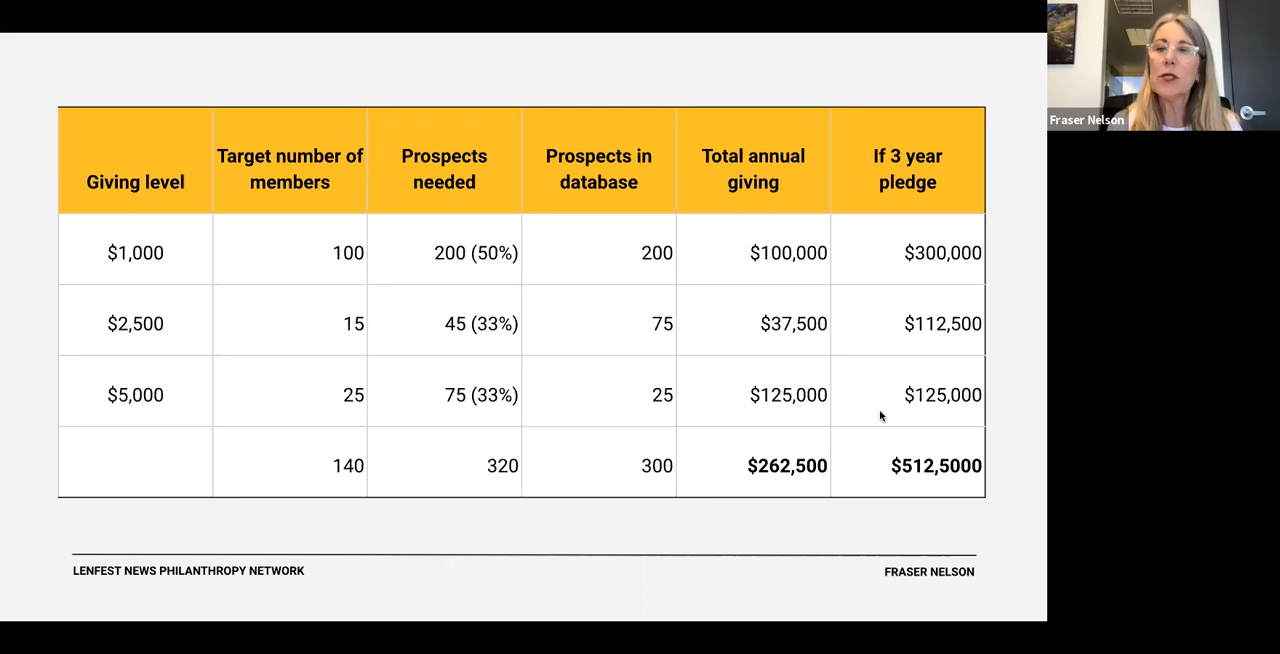 Giving level Target number of members Prospects needed Prospects in database Total annual giving If 3 year pledge
$1,000 100 200 (50%) 200 $100,000 $300,000
$2,500 15 45 (33%) 75 $37,500 $112,500
$5,000 25 75 (33%) 25 $125,000 $125,000
140 320 300 $262,500 $512,5000
LENFEST NEWS PHILANTHROPY NETWORK FRASER NELSON
Fraser Nelson